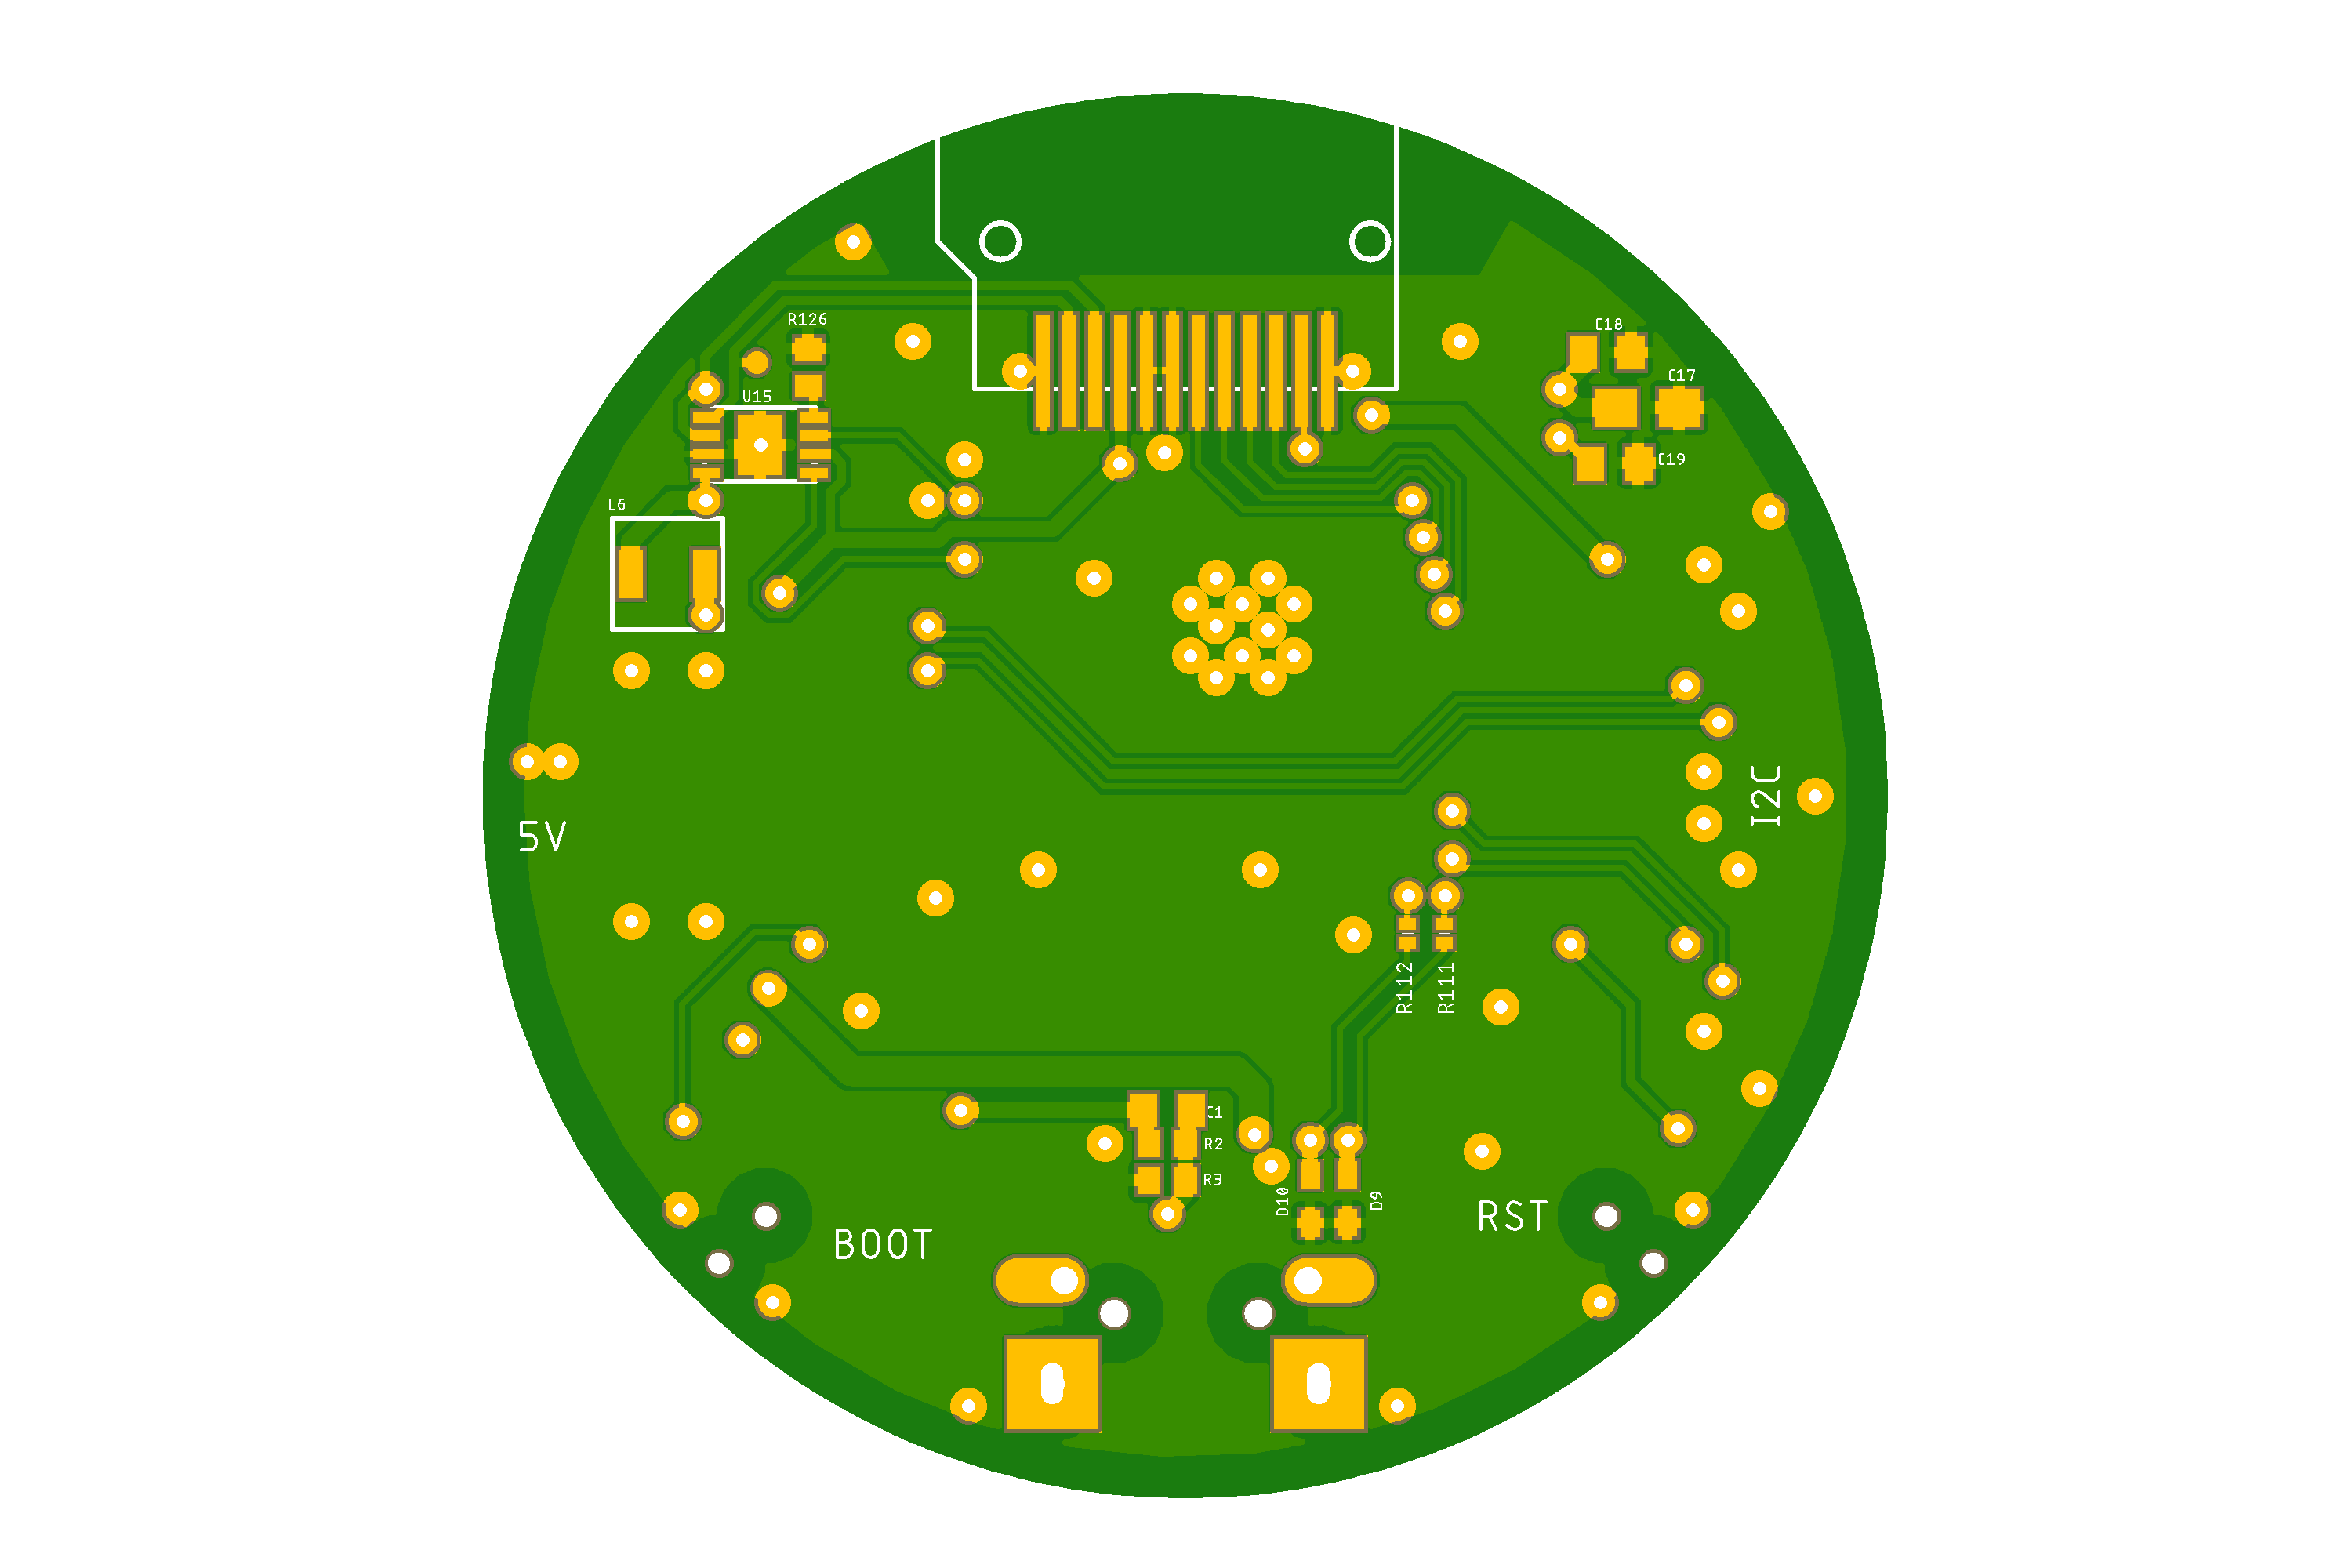 R126
C18
C17
U15
C19
L6
I2C
5V
R112
R111
C1
R2
R3
D10
D9
RST
BOOT